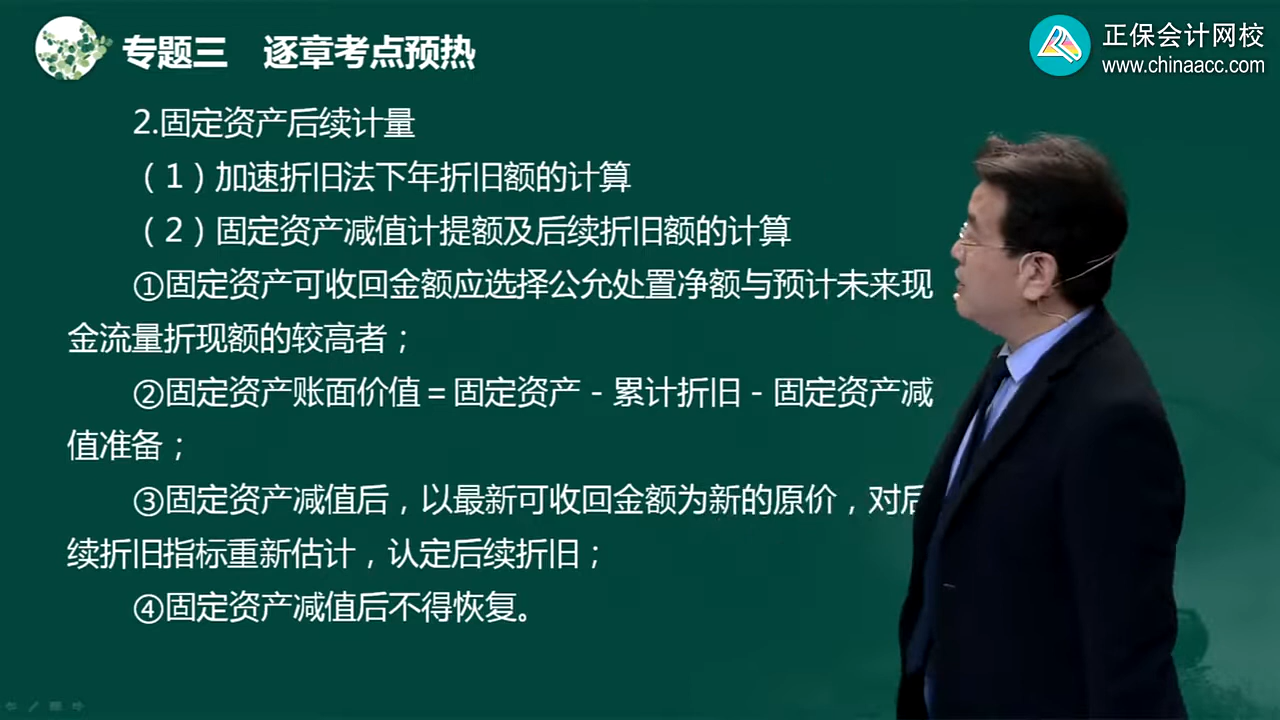 专题三 逐章考点预热
正保会计网校
www.chinaacc.com
2.固定资产后续计量
（1）加速折旧法下年折旧额的计算
（2）固定资产减值计提额及后续折旧额的计算
①固定资产可收回金额应选择公允处置净额与预计未来现
金流量折现额的较高者；
②固定资产账面价值＝固定资产－累计折旧－固定资产减
值准备；
③固定资产减值后，以最新可收回金额为新的原价，对后
续折旧指标重新估计，认定后续折旧；
④固定资产减值后不得恢复。